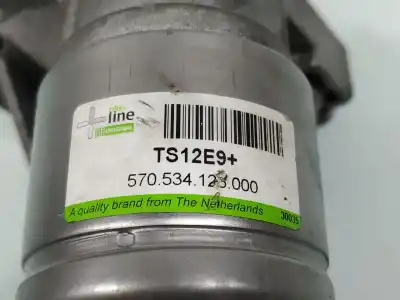 line
TS12E9+
570.534.123.000
A quality brand from The Netherlands 30035